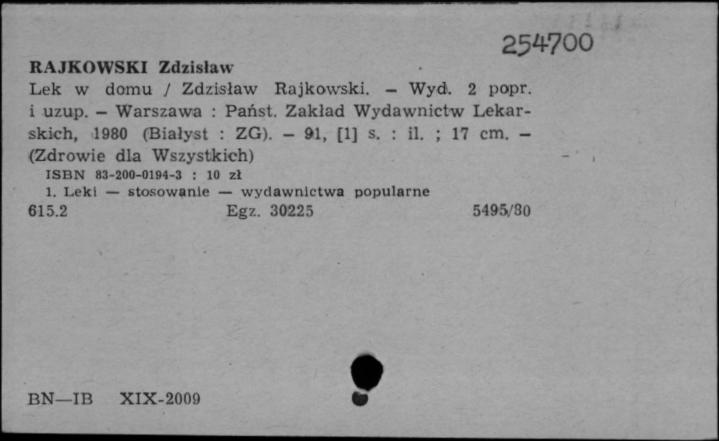 254700
RAJKOWSKI Zdzisław
Lek w domu / Zdzisław Rajkowski. — Wyd. 2 popr.
i uzup. — Warszawa : Państ. Zakład Wydawnictw Lekar-
skich, 1980 (Białyst : ZG). — 91, [1] s. : il. ; 17 cm. —
(Zdrowie dla Wszystkich)
ISBN 83-200-0194-3 : 10 zł
1. Leki — stosowanie — wydawnictwa popularne
615.2 Egz. 30225 5495/80
BN—IB XIX-2009